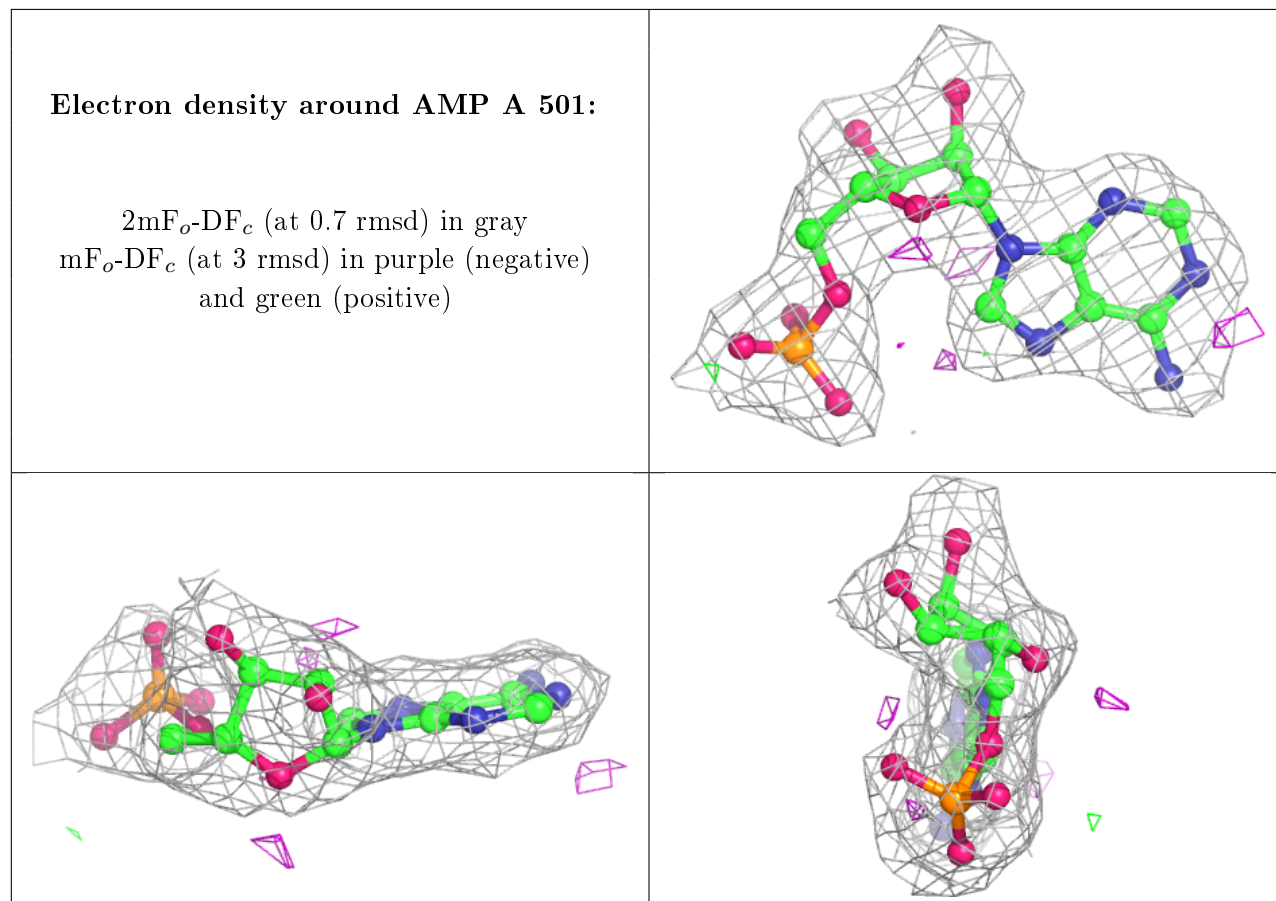 Electron density around AMP A 501:
2mFₒ-DF𝒸 (at 0.7 rmsd) in gray
mFₒ-DF𝒸 (at 3 rmsd) in purple (negative)
and green (positive)